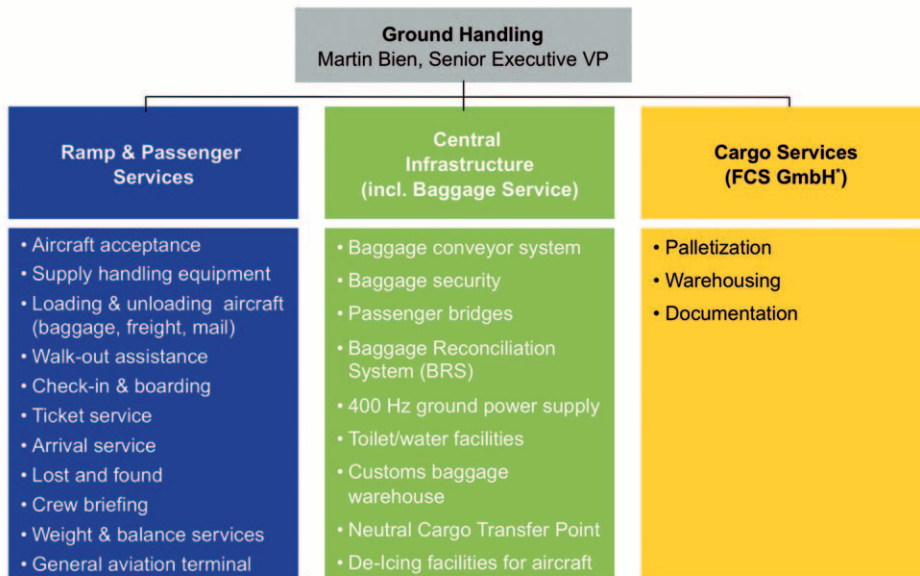 Ground Handling
Martin Bien, Senior Executive VP
Ramp & Passenger
Services
• Aircraft acceptance
• Supply handling equipment
• Loading & unloading aircraft
(baggage, freight, mail)
• Walk-out assistance
• Check-in & boarding
• Ticket service
• Arrival service
• Lost and found
• Crew briefing
• Weight & balance services
• General aviation terminal
Central
Infrastructure
(incl. Baggage Service)
• Baggage conveyor system
• Baggage security
• Passenger bridges
• Baggage Reconciliation
System (BRS)
• 400 Hz ground power supply
• Toilet/water facilities
• Customs baggage
warehouse
• Neutral Cargo Transfer Point
• De-Icing facilities for aircraft
Cargo Services
(FCS GmbH*)
• Palletization
• Warehousing
• Documentation